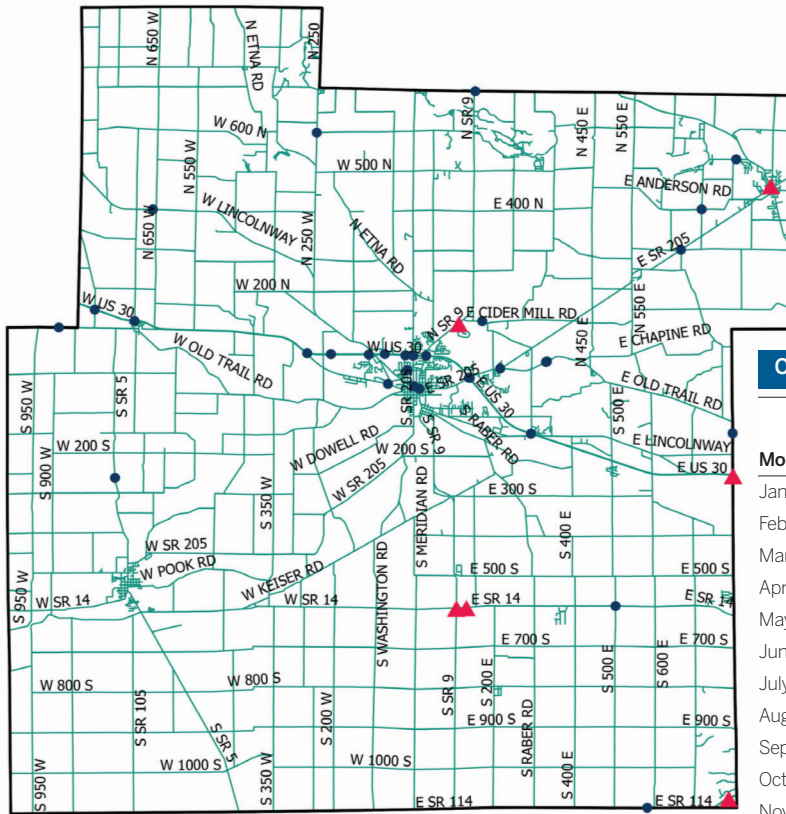 N 650 W
N ETNA RD
N 250
N SR 9
N 450 E
N 550 E
W 600 N
N 550 W
W 500 N
E ANDERSON RD
W LINCOLNWAY
E 400 N
N 650 W
N 250 W
N ETNA RD
E SR 205
W 200 N
N 450 E
N 550 E
W US 30
N SR 9
E CIDER MILL RD
W US 30
E CHAPINE RD
W OLD TRAIL RD
E SR 205
E US 30
E OLD TRAIL RD
S 950 W
S SR 5
S SR 9
S RABER RD
S 500 E
W DOWELL RD
E LINCOLNWAY
W 200 S
S 900 W
W 200 S
W SR 205
E US 30
S 350 W
E 300 S
S MERIDIAN RD
S 400 E
W SR 205
W POOK RD
W KEISER RD
E 500 S
E 500 S
S 950 W
W SR 14
W SR 14
E SR 14
E SR 14
S WASHINGTON RD
E 700 S
E 700 S
W 800 S
W 800 S
S SR 9
S 200 E
S 500 E
S 600 E
S SR 105
S SR 5
S 200 W
E 900 S
E 900 S
S RABER RD
W 1000 S
W 1000 S
S 950 W
S 350 W
S 400 E
E SR 114
E SR 114
Mo
Jan
Feb
Mar
Apr
May
Jun
July
Aug
Sep
Oct
Nov